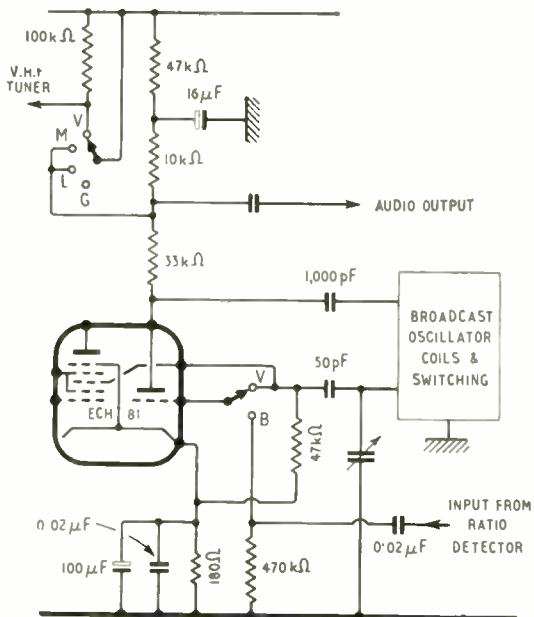 100kΩ
V.H.F
TUNER
47kΩ
16μF
V
M
L
G
10kΩ
AUDIO OUTPUT
33kΩ
1,000pF
BROADCAST
OSCILLATOR
COILS &
SWITCHING
50pF
V
B
ECH 81
47kΩ
INPUT FROM
RATIO
DETECTOR
0.02μF
0·02μF
100μF
180Ω
470kΩ